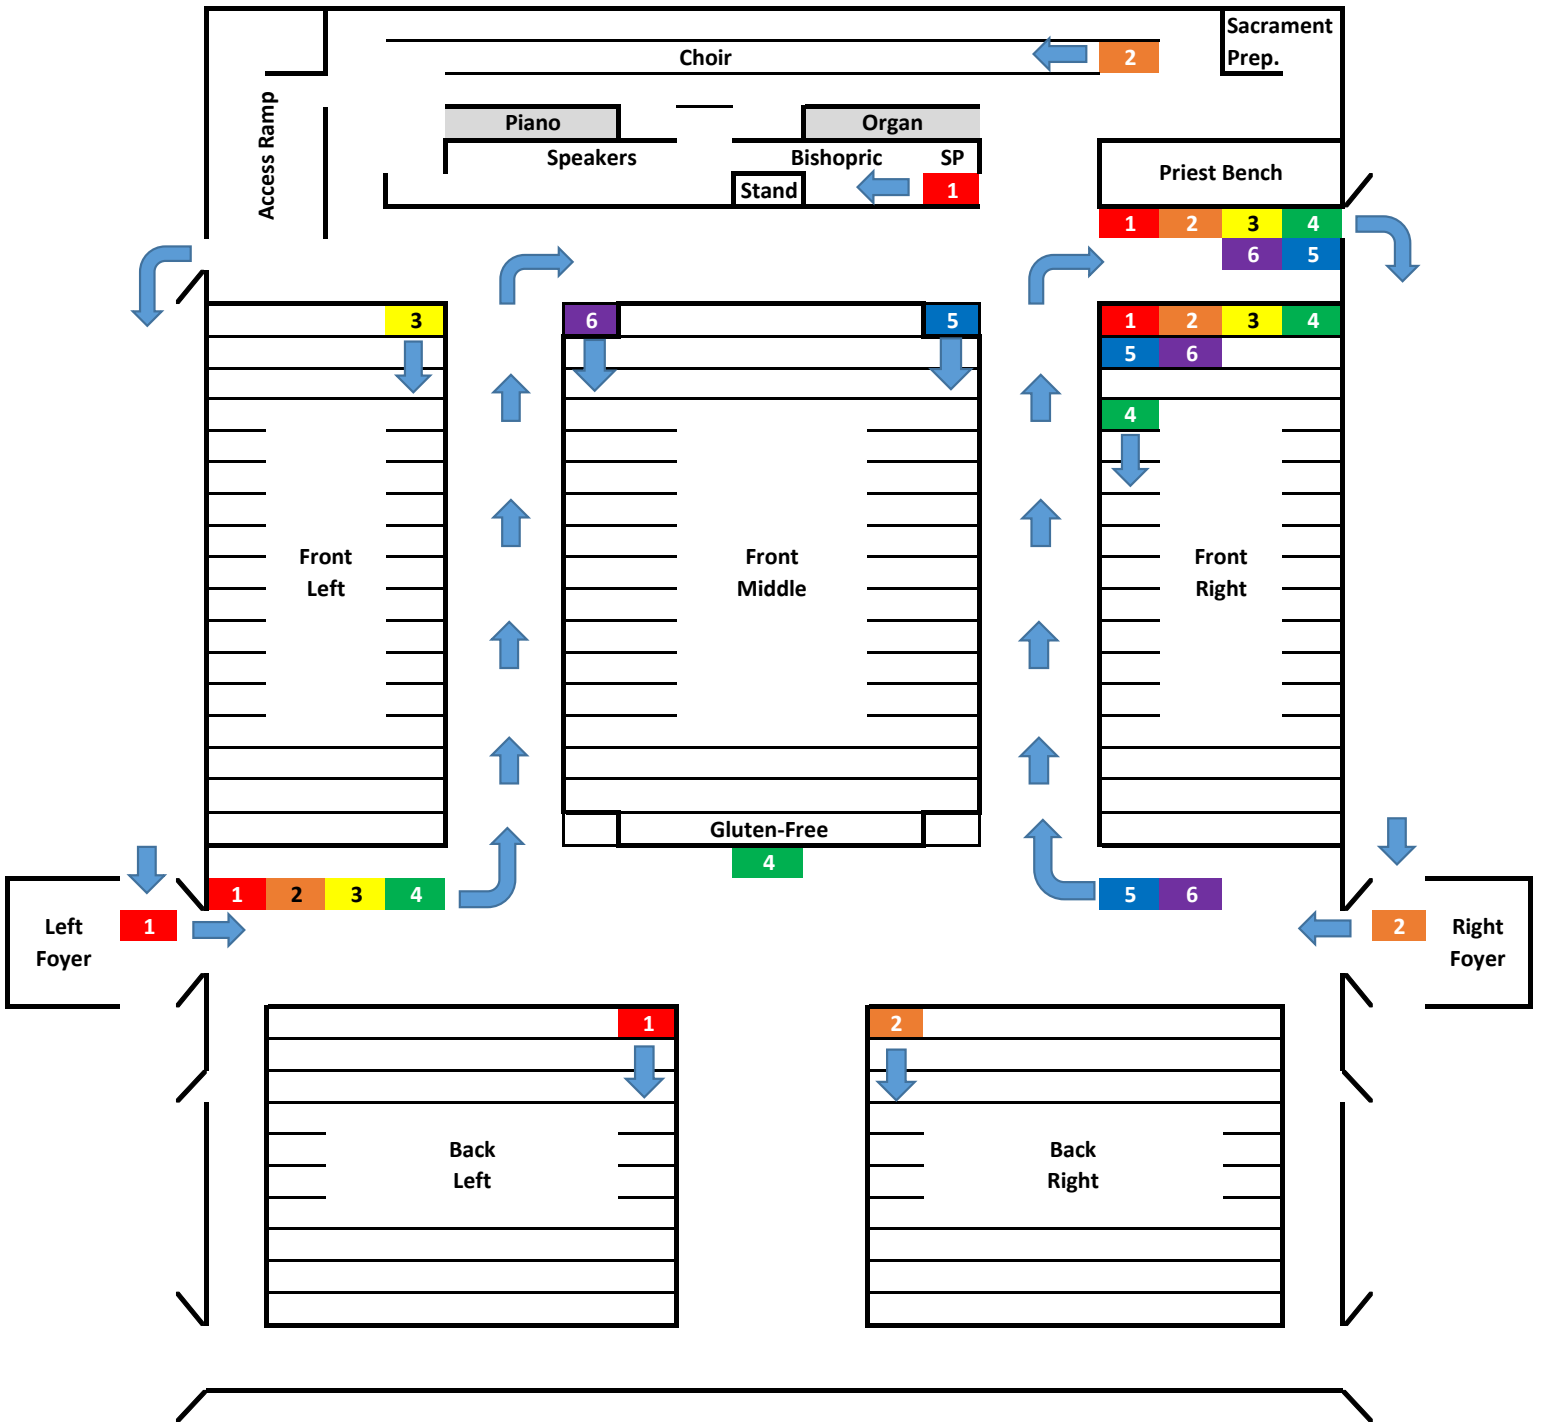 Sacrament
Prep.
Choir
2
Access Ramp
Piano
Organ
Speakers
Bishopric
SP
Stand
1
Priest Bench
1 2 3 4
6 5
3
6
5
1 2 3 4
5 6
4
Front
Left
Front
Middle
Front
Right
Gluten-Free
4
1 2 3 4
5 6
Left
Foyer
1
2
Right
Foyer
1
2
Back
Left
Back
Right